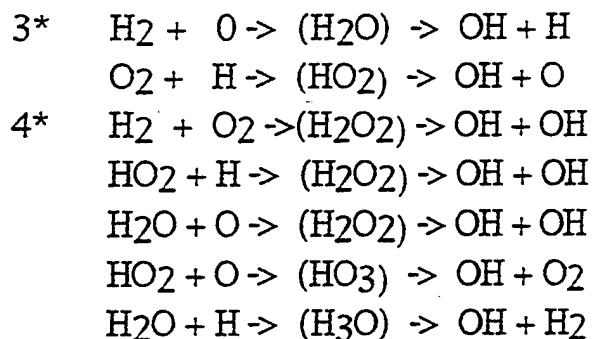 3* H2 + O -> (H2O) -> OH + H
O2 + H -> (HO2) -> OH + O
4* H2 + O2 ->(H2O2) -> OH + OH
HO2 + H -> (H2O2) -> OH + OH
H2O + O -> (H2O2) -> OH + OH
HO2 + O -> (HO3) -> OH + O2
H2O + H -> (H3O) -> OH + H2